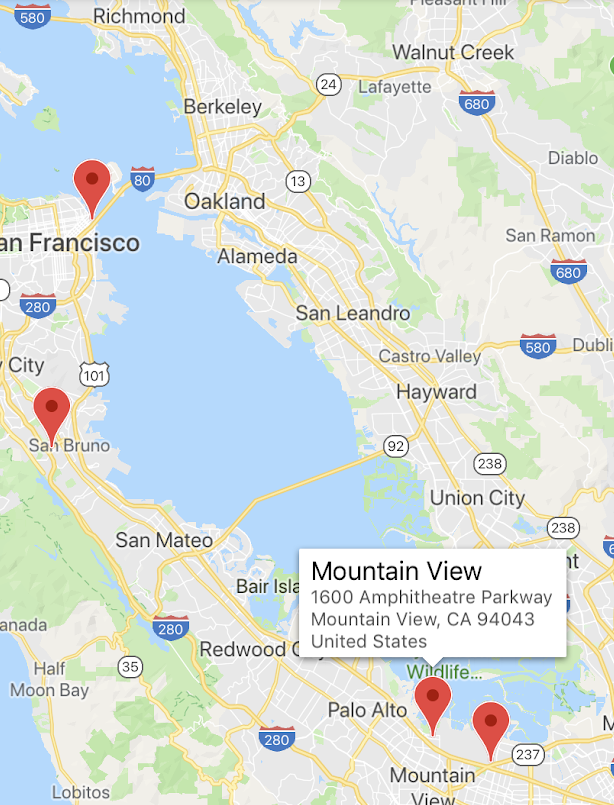 Pleasant Hill
580
Richmond
Walnut Creek
24
Lafayette
680
Berkeley
Diablo
80
13
Oakland
San Ramon
an Francisco
Alameda
680
280
San Leandro
580
Dubli
Castro Valley
y City
101
Hayward
San Bruno
92
238
Union City
238
San Mateo
nt
Mountain View
1600 Amphitheatre Parkway
Mountain View, CA 94043
United States
Bair Isla
anada
280
Redwood C
35
Half
Moon Bay
Wildlife...
Palo Alto
280
237
Mountain
View
Lobitos